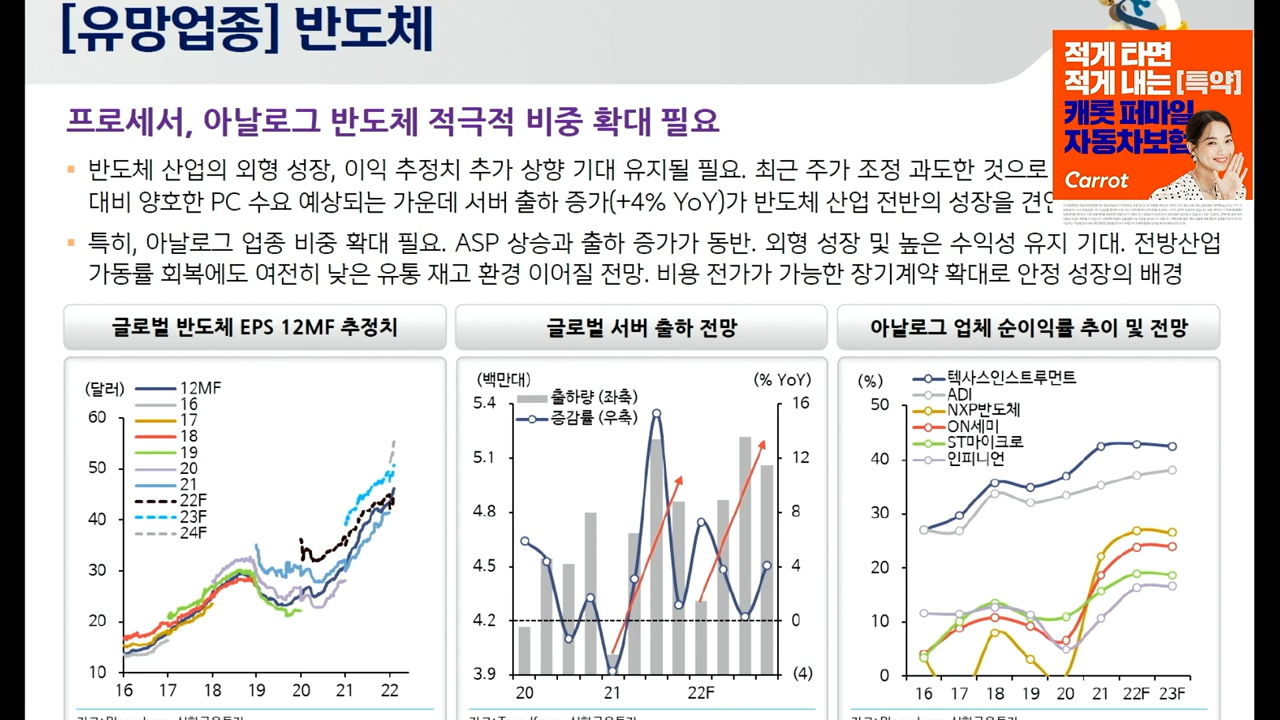 [유망업종] 반도체
적게 타면
적게 내는 [특약]
캐롯 퍼마일
자동차보험
Carrot
프로세서, 아날로그 반도체 적극적 비중 확대 필요
반도체 산업의 외형 성장, 이익 추정치 추가 상향 기대 유지될 필요. 최근 주가 조정 과도한 것으로
대비 양호한 PC 수요 예상되는 가운데 서버 출하 증가(+4% YoY)가 반도체 산업 전반의 성장을
특히, 아날로그 업종 비중 확대 필요. ASP 상승과 출하 증가가 동반. 외형 성장 및 높은 수익성 유지 기대. 전방산업
가동률 회복에도 여전히 낮은 유통 재고 환경 이어질 전망. 비용 전가가 가능한 장기계약 확대로 안정 성장의 배경
글로벌 반도체 EPS 12MF 추정치
(달러)
12MF
16
17
18
19
20
21
22F
23F
24F
60
50
40
30
20
10
16 17 18 19 20 21 22
글로벌 서버 출하 전망
(백만대) (% YoY)
출하량 (좌축)
증감률 (우축)
5.4 16
5.1 12
4.8 8
4.5 4
4.2 0
3.9 (4)
20 21 22F
아날로그 업체 순이익률 추이 및 전망
(%)
텍사스인스트루먼트
ADI
NXP반도체
ON세미
ST마이크로
인피니언
50
40
30
20
10
0
16 17 18 19 20 21 22F 23F